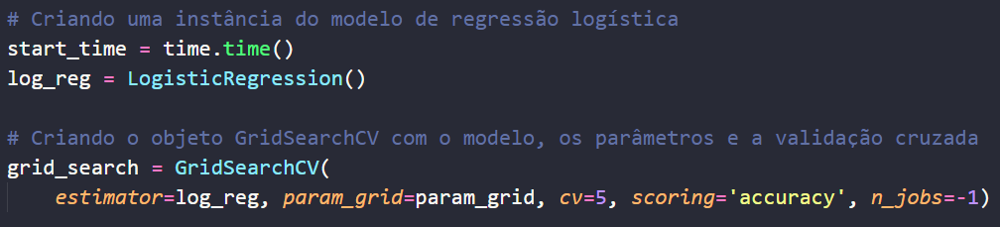 # Criando uma instância do modelo de regressão logística
start_time = time.time()
log_reg = LogisticRegression()
# Criando o objeto GridSearchCV com o modelo, os parâmetros e a validação cruzada
grid_search = GridSearchCV(
estimator=log_reg, param_grid=param_grid, cv=5, scoring='accuracy', n_jobs=-1)